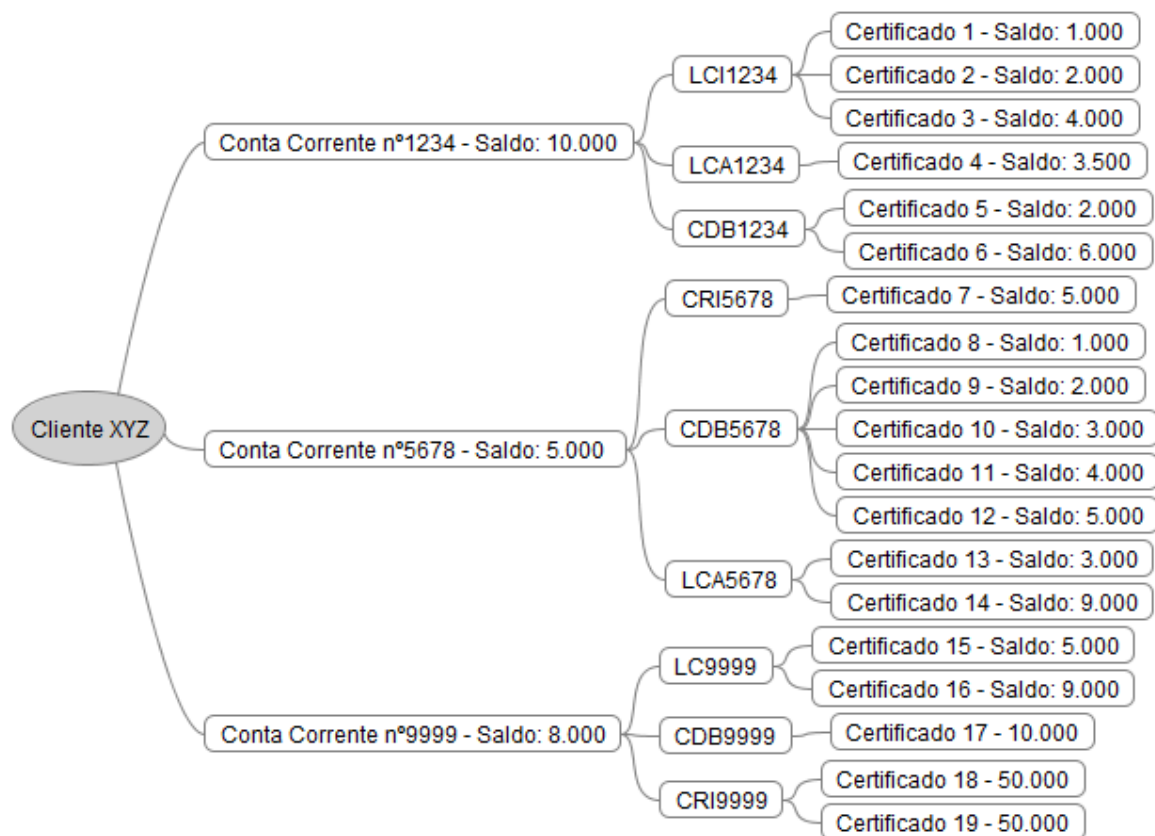 Cliente XYZ
Conta Corrente nº1234 - Saldo: 10.000
LCI1234
Certificado 1 - Saldo: 1.000
Certificado 2 - Saldo: 2.000
Certificado 3 - Saldo: 4.000
LCA1234
Certificado 4 - Saldo: 3.500
CDB1234
Certificado 5 - Saldo: 2.000
Certificado 6 - Saldo: 6.000
Conta Corrente nº5678 - Saldo: 5.000
CRI5678
Certificado 7 - Saldo: 5.000
CDB5678
Certificado 8 - Saldo: 1.000
Certificado 9 - Saldo: 2.000
Certificado 10 - Saldo: 3.000
Certificado 11 - Saldo: 4.000
Certificado 12 - Saldo: 5.000
LCA5678
Certificado 13 - Saldo: 3.000
Certificado 14 - Saldo: 9.000
Conta Corrente nº9999 - Saldo: 8.000
LC9999
Certificado 15 - Saldo: 5.000
Certificado 16 - Saldo: 9.000
CDB9999
Certificado 17 - 10.000
CRI9999
Certificado 18 - 50.000
Certificado 19 - 50.000